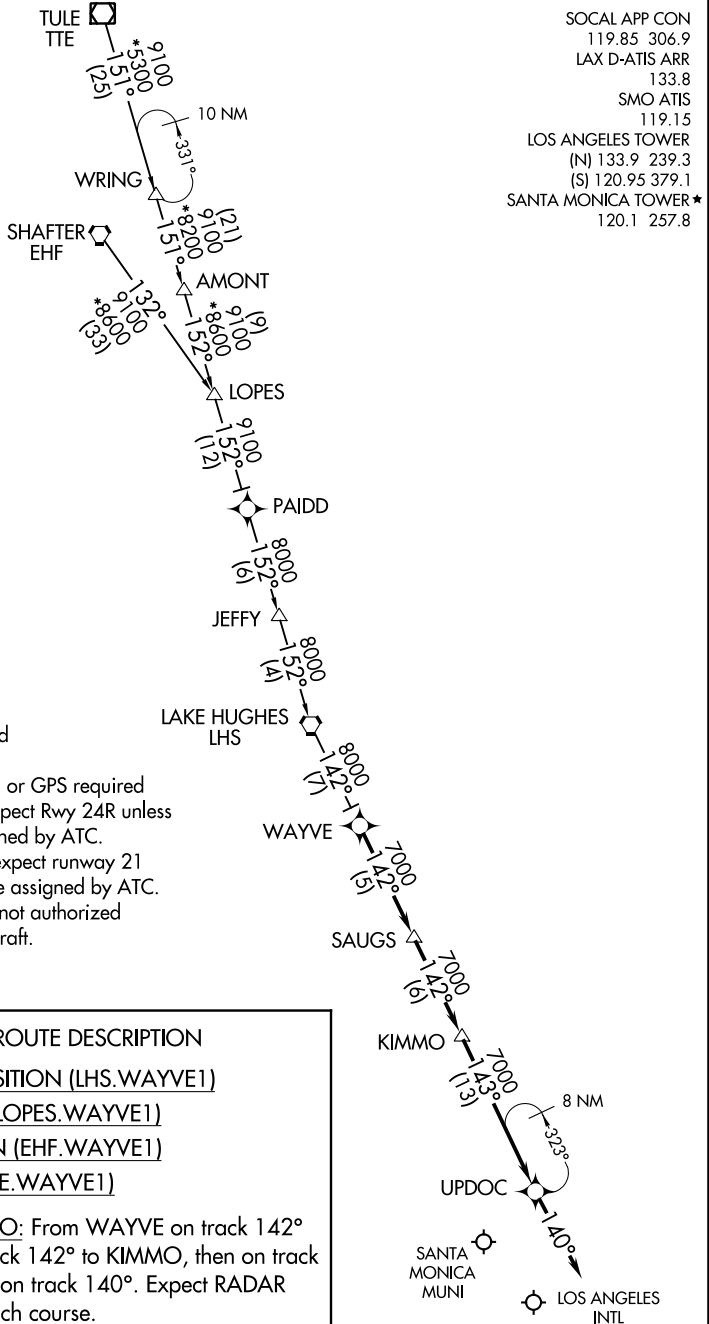 SOCAL APP CON
119.85 306.9
LAX D-ATIS ARR
133.8
SMO ATIS
119.15
LOS ANGELES TOWER
(N) 133.9 239.3
(S) 120.95 379.1
SANTA MONICA TOWER★
120.1 257.8
TULE
TTE
9100
*5300
151°
(25)
10 NM
331°
WRING
(21)
9100
*8200
151°
SHAFTER
EHF
132°
9100
*8600
(33)
AMONT
(9)
9100
*8600
152°
LOPES
9100
152°
(12)
PAIDD
8000
152°
(6)
JEFFY
8000
152°
(4)
LAKE HUGHES
LHS
8000
142°
(7)
WAYVE
7000
142°
(5)
SAUGS
7000
142°
(6)
KIMMO
7000
143°
(13)
8 NM
323°
UPDOC
140°
SANTA
MONICA
MUNI
LOS ANGELES
INTL
d
or GPS required
pect Rwy 24R unless
ned by ATC.
expect runway 21
e assigned by ATC.
not authorized
raft.
ROUTE DESCRIPTION
SITION (LHS.WAYVE1)
LOPES.WAYVE1)
N (EHF.WAYVE1)
E.WAYVE1)
O: From WAYVE on track 142°
ck 142° to KIMMO, then on track
on track 140°. Expect RADAR
ch course.